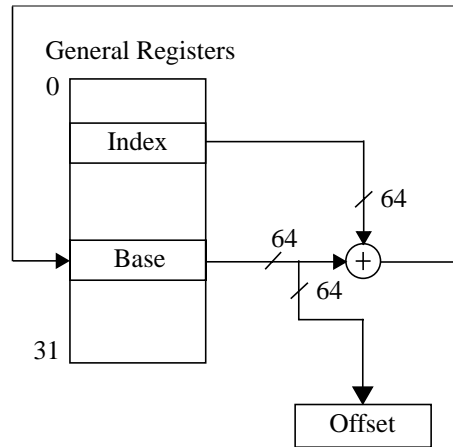 General Registers
0
Index
64
Base
64
+
64
31
Offset